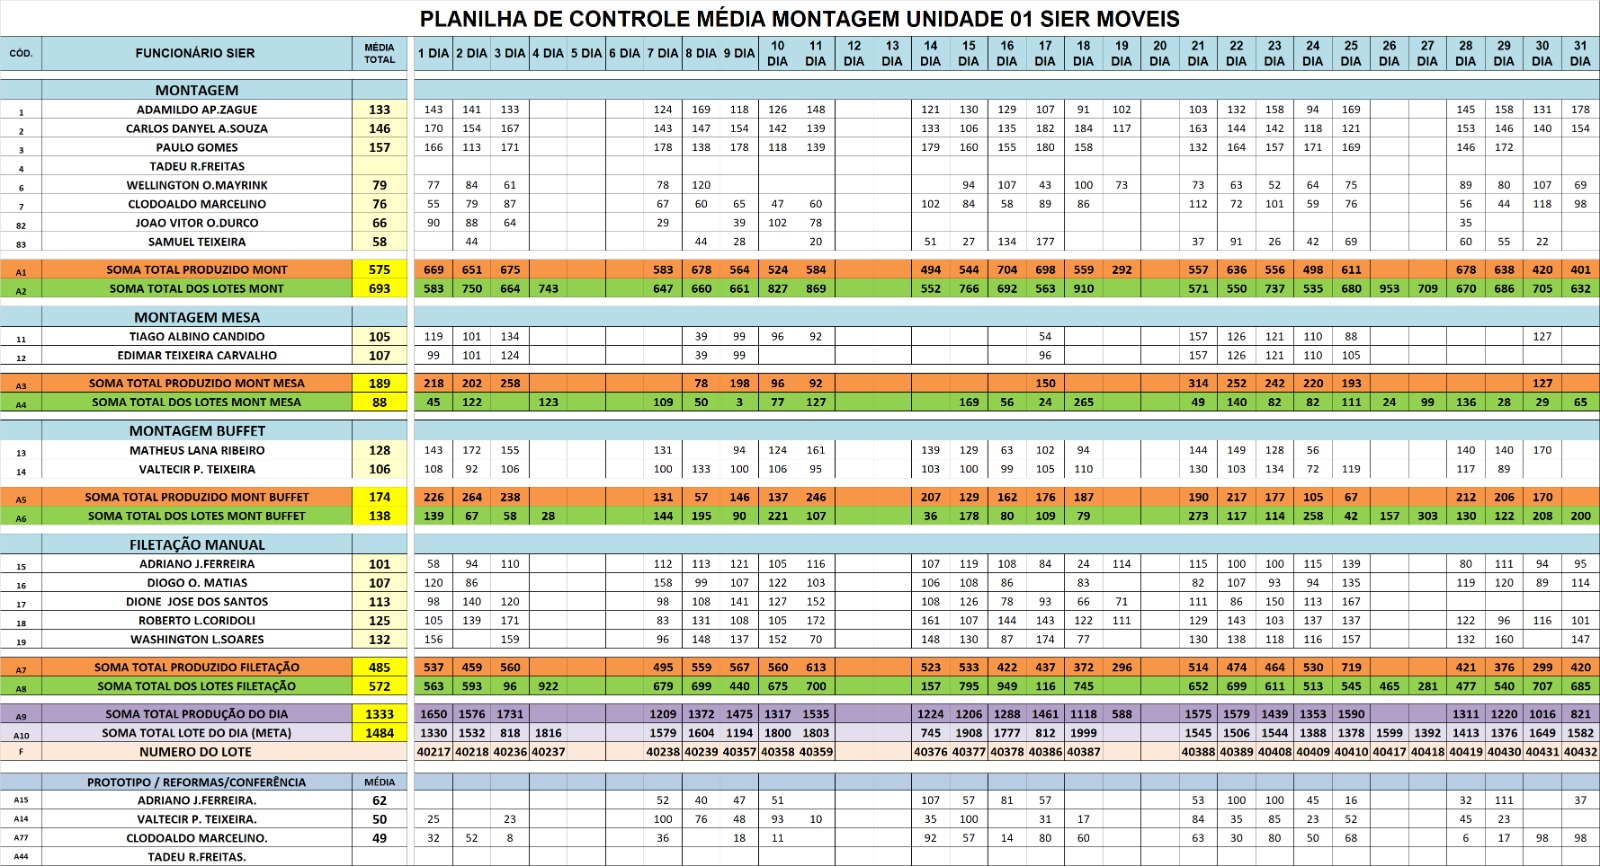 PLANILHA DE CONTROLE MÉDIA MONTAGEM UNIDADE 01 SIER MOVEIS
CÓD. FUNCIONÁRIO SIER MÉDIA TOTAL 1 DIA 2 DIA 3 DIA 4 DIA 5 DIA 6 DIA 7 DIA 8 DIA 9 DIA 10 DIA 11 DIA 12 DIA 13 DIA 14 DIA 15 DIA 16 DIA 17 DIA 18 DIA 19 DIA 20 DIA 21 DIA 22 DIA 23 DIA 24 DIA 25 DIA 26 DIA 27 DIA 28 DIA 29 DIA 30 DIA 31 DIA
MONTAGEM
1 ADAMILDO AP.ZAGUE 133 143 141 133 124 169 118 126 148 121 130 129 107 91 102 103 132 158 94 169 145 158 131 178
2 CARLOS DANYEL A.SOUZA 146 170 154 167 143 147 154 142 139 133 106 135 182 184 117 163 144 142 118 121 153 146 140 154
3 PAULO GOMES 157 166 113 171 178 138 178 118 139 179 160 155 180 158 132 164 157 171 169 146 172
4 TADEU R.FREITAS
6 WELLINGTON O.MAYRINK 79 77 84 61 78 120 94 107 43 100 73 73 63 52 64 75 89 80 107 69
7 CLODOALDO MARCELINO 76 55 79 87 67 60 65 47 60 102 84 58 89 86 112 72 101 59 76 56 44 118 98
82 JOAO VITOR O.DURCO 66 90 88 64 29 39 102 78 35
83 SAMUEL TEIXEIRA 58 44 44 28 20 51 27 134 177 37 91 26 42 69 60 55 22
A1 SOMA TOTAL PRODUZIDO MONT 575 669 651 675 583 678 564 524 584 494 544 704 698 559 292 557 636 556 498 611 678 638 420 401
A2 SOMA TOTAL DOS LOTES MONT 693 583 750 664 743 647 660 661 827 869 552 766 692 563 910 571 550 737 535 680 953 709 670 686 705 632
MONTAGEM MESA
11 TIAGO ALBINO CANDIDO 105 119 101 134 39 99 96 92 54 157 126 121 110 88 127
12 EDIMAR TEIXEIRA CARVALHO 107 99 101 124 39 99 96 157 126 121 110 105
A3 SOMA TOTAL PRODUZIDO MONT MESA 189 218 202 258 78 198 96 92 150 314 252 242 220 193 127
A4 SOMA TOTAL DOS LOTES MONT MESA 88 45 122 123 109 50 3 77 127 169 56 24 265 49 140 82 82 111 24 99 136 28 29 65
MONTAGEM BUFFET
13 MATHEUS LANA RIBEIRO 128 143 172 155 131 94 124 161 139 129 63 102 94 144 149 128 56 140 140 170
14 VALTECIR P. TEIXEIRA 106 108 92 106 100 133 100 106 95 103 100 99 105 110 130 103 134 72 119 117 89
A5 SOMA TOTAL PRODUZIDO MONT BUFFET 174 226 264 238 131 57 146 137 246 207 129 162 176 187 190 217 177 105 67 212 206 170
A6 SOMA TOTAL DOS LOTES MONT BUFFET 138 139 67 58 28 144 195 90 221 107 36 178 80 109 79 273 117 114 258 42 157 303 130 122 208 200
FILETAÇÃO MANUAL
15 ADRIANO J.FERREIRA 101 58 94 110 112 113 121 105 116 107 119 108 84 24 114 115 100 100 115 139 80 111 94 95
16 DIOGO O. MATIAS 107 120 86 158 99 107 122 103 106 108 86 83 82 107 93 94 135 119 120 89 114
17 DIONE JOSE DOS SANTOS 113 98 140 120 98 108 141 127 152 108 126 78 93 66 71 111 86 150 113 167
18 ROBERTO L.CORIDOLI 125 105 139 171 83 131 108 105 172 161 107 144 143 122 111 129 143 103 137 137 122 96 116 101
19 WASHINGTON L.SOARES 132 156 159 96 148 137 152 70 148 130 87 174 77 130 138 118 116 157 132 160 147
A7 SOMA TOTAL PRODUZIDO FILETAÇÃO 485 537 459 560 495 559 567 560 613 523 533 422 437 372 296 514 474 464 530 719 421 376 299 420
A8 SOMA TOTAL DOS LOTES FILETAÇÃO 572 563 593 96 922 679 699 440 675 700 157 795 949 116 745 652 699 611 513 545 465 281 477 540 707 685
A9 SOMA TOTAL PRODUÇÃO DO DIA 1333 1650 1576 1731 1209 1372 1475 1317 1535 1224 1206 1288 1461 1118 588 1575 1579 1439 1353 1590 1311 1220 1016 821
A10 SOMA TOTAL LOTE DO DIA (META) 1484 1330 1532 818 1816 1579 1604 1194 1800 1803 745 1908 1777 812 1999 1545 1506 1544 1388 1378 1599 1392 1413 1376 1649 1582
F NUMERO DO LOTE 40217 40218 40236 40237 40238 40239 40357 40358 40359 40376 40377 40378 40386 40387 40388 40389 40408 40409 40410 40417 40418 40419 40430 40431 40432
PROTOTIPO / REFORMAS/CONFERÊNCIA MÉDIA
A15 ADRIANO J.FERREIRA. 62 52 40 47 51 107 57 81 57 53 100 100 45 16 32 111 37
A14 VALTECIR P. TEIXEIRA. 50 25 23 100 76 48 93 10 35 100 31 17 84 35 85 23 52 45 23
A77 CLODOALDO MARCELINO. 49 32 52 8 36 18 11 92 57 14 80 60 63 30 80 50 68 6 17 98 98
A44 TADEU R.FREITAS.